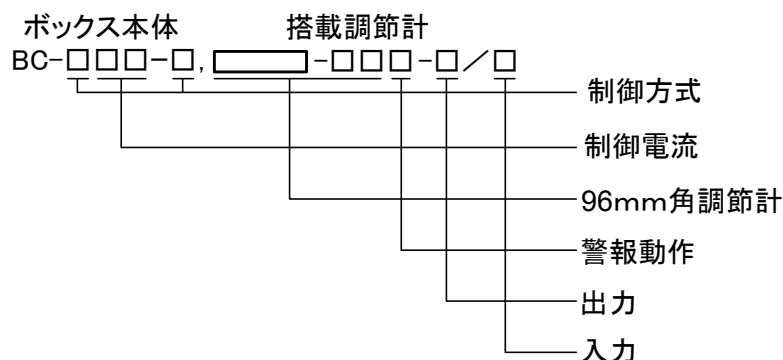 ボックス本体 搭載調節計
BC-□□□-□, □-□□□-□/□
制御方式
制御電流
96mm角調節計
警報動作
出力
入力